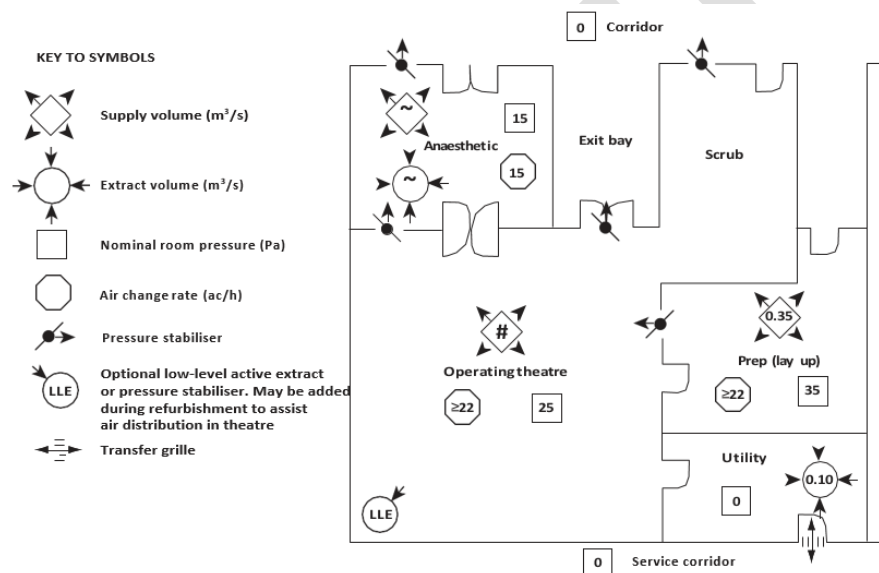 KEY TO SYMBOLS
Supply volume (m³/s)
Extract volume (m³/s)
Nominal room pressure (Pa)
Air change rate (ac/h)
Pressure stabiliser
LLE
Optional low-level active extract
or pressure stabiliser. May be added
during refurbishment to assist
air distribution in theatre
Transfer grille
0 Corridor
~
15
Anaesthetic
~
15
Exit bay
Scrub
#
Operating theatre
≥22
25
LLE
0.35
Prep (lay up)
≥22
35
Utility
0.10
0
0 Service corridor